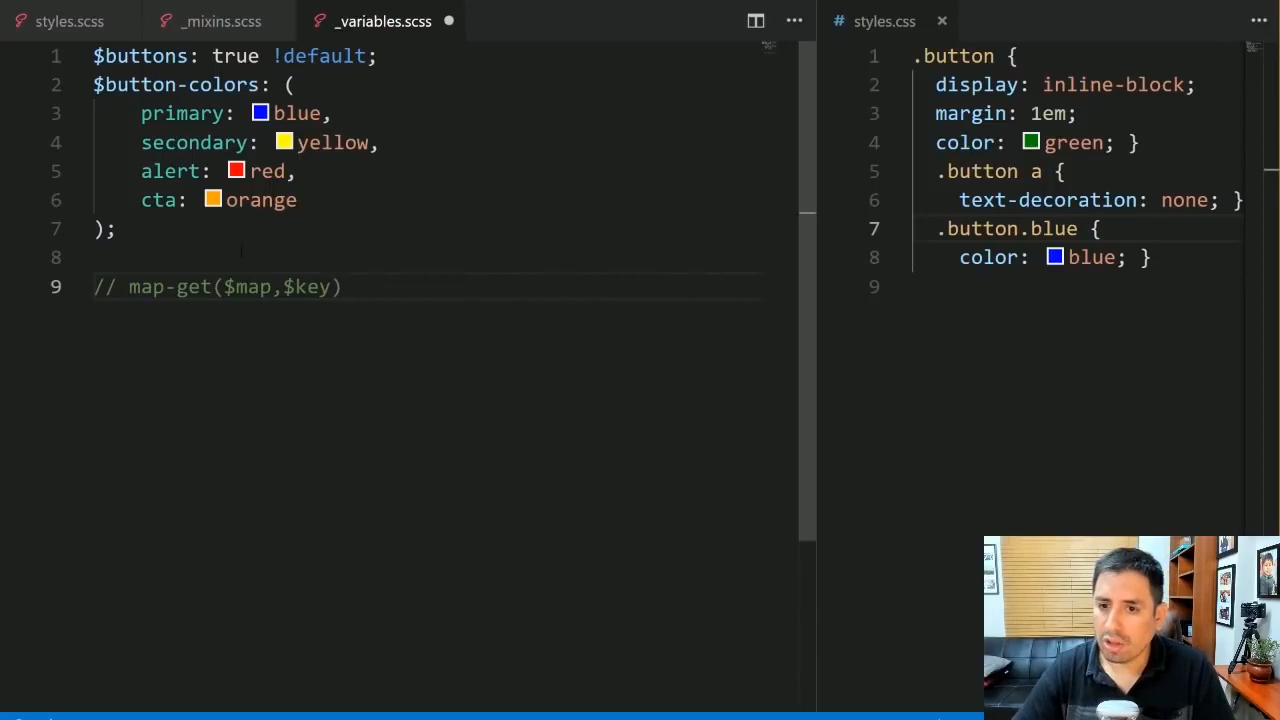 styles.scss
_mixins.scss
_variables.scss
# styles.css
1 $buttons: true !default;
2 $button-colors: (
3 primary: blue,
4 secondary: yellow,
5 alert: red,
6 cta: orange
7 );
8
9 // map-get($map,$key)
1 .button {
2 display: inline-block;
3 margin: 1em;
4 color: green; }
5 .button a {
6 text-decoration: none; }
7 .button.blue {
8 color: blue; }
9